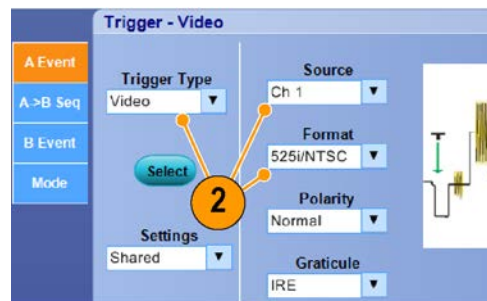 Trigger - Video
A Event
A->B Seq
B Event
Mode
Trigger Type
Video
Select
Settings
Shared
Source
Ch 1
Format
525i/NTSC
Polarity
Normal
Graticule
IRE
2
T